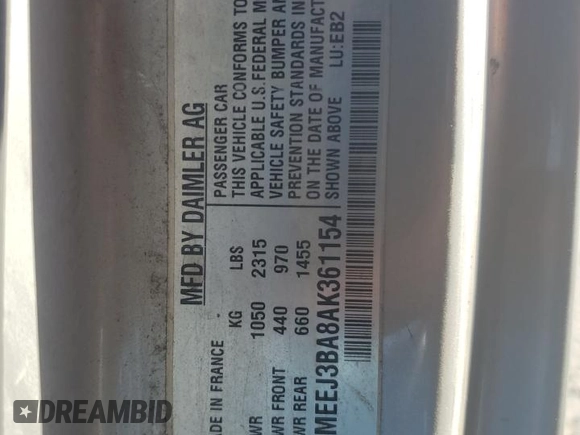 MFD BY DAIMLER AG
DE IN FRANCE
PASSENGER CAR
KG LBS
THIS VEHICLE CONFORMS TO
WR 1050 2315
APPLICABLE U.S. FEDERAL M
WR FRONT 440 970
VEHICLE SAFETY BUMPER A
WR REAR 660 1455
PREVENTION STANDARDS IN
ON THE DATE OF MANUFACT
MEEJ3BA8AK361154
SHOWN ABOVE LU:EB2
AUTOBIDCAR